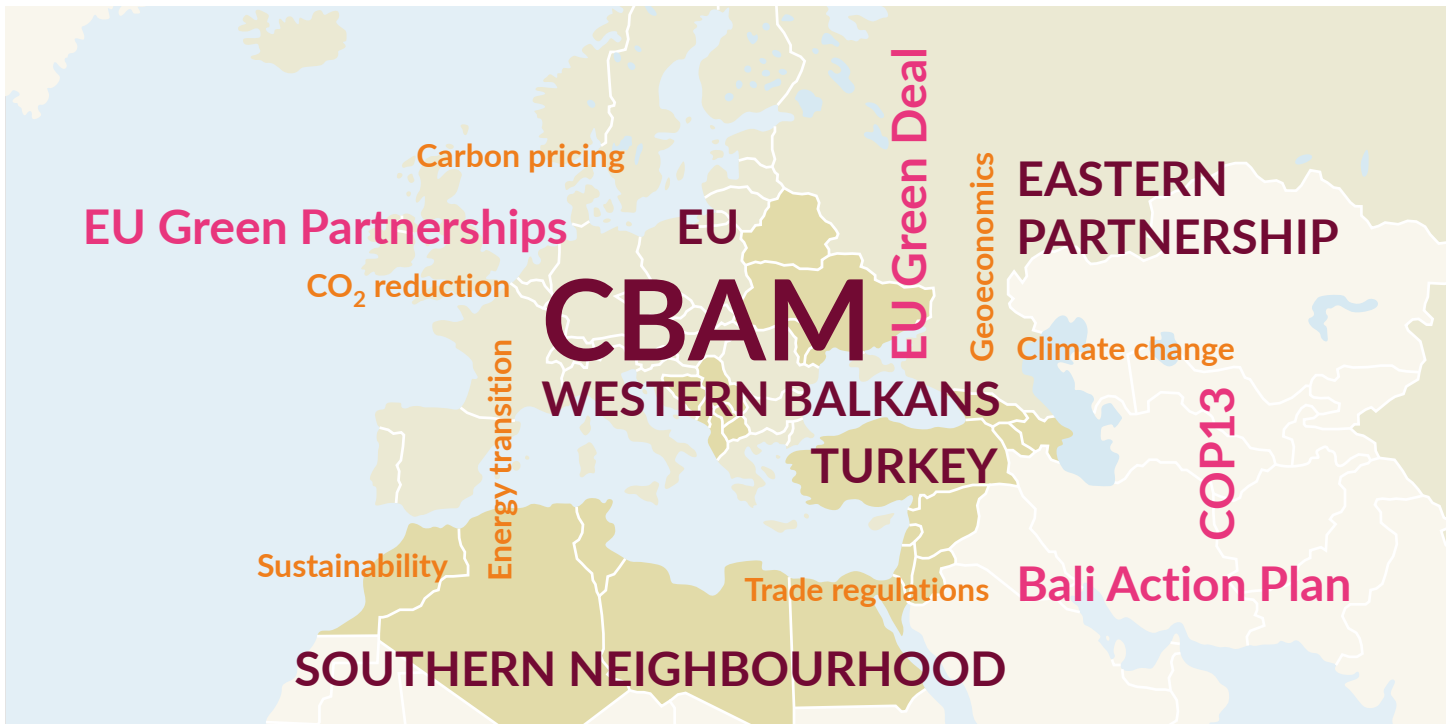 EU Green Deal
Carbon pricing
Geoeconomics
EASTERN
PARTNERSHIP
EU Green Partnerships
EU
CO₂ reduction
CBAM
Climate change
Energy transition
WESTERN BALKANS
COP13
TURKEY
Sustainability
Trade regulations
Bali Action Plan
SOUTHERN NEIGHBOURHOOD